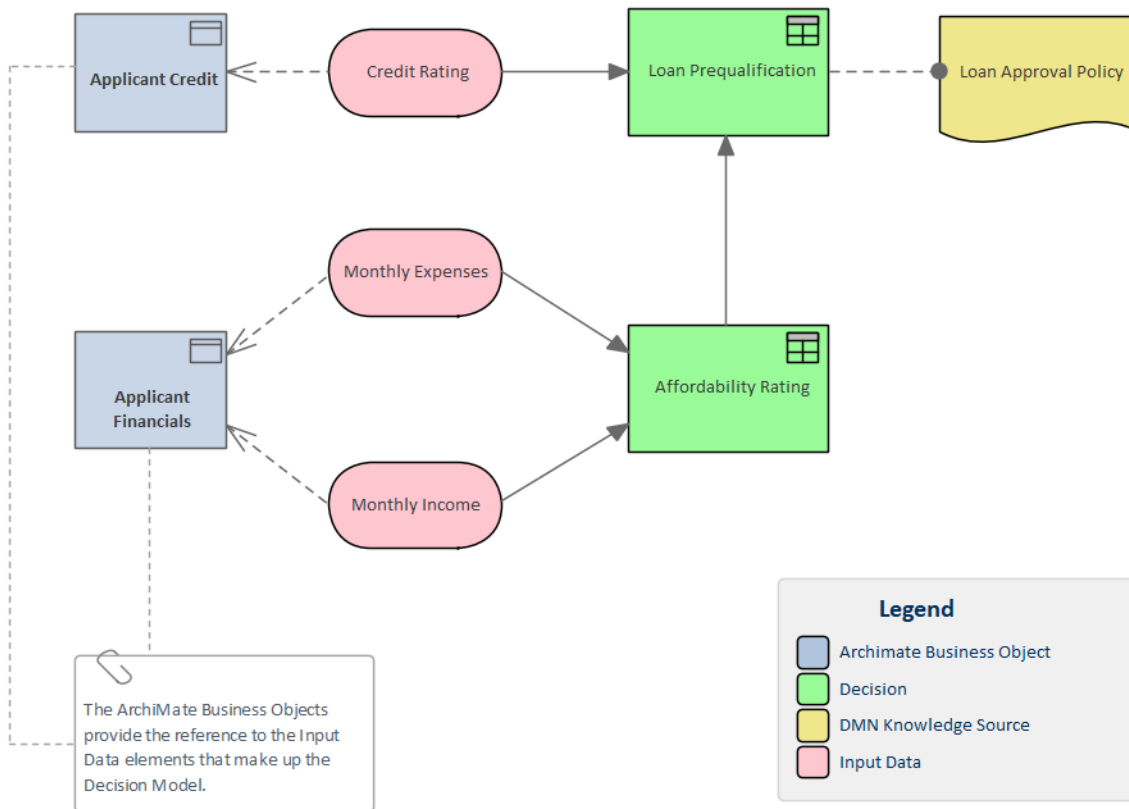 Applicant Credit
Credit Rating
Loan Prequalification
Loan Approval Policy
Monthly Expenses
Applicant
Financials
Affordability Rating
Monthly Income
Legend
Archimate Business Object
Decision
DMN Knowledge Source
Input Data
The ArchiMate Business Objects
provide the reference to the Input
Data elements that make up the
Decision Model.